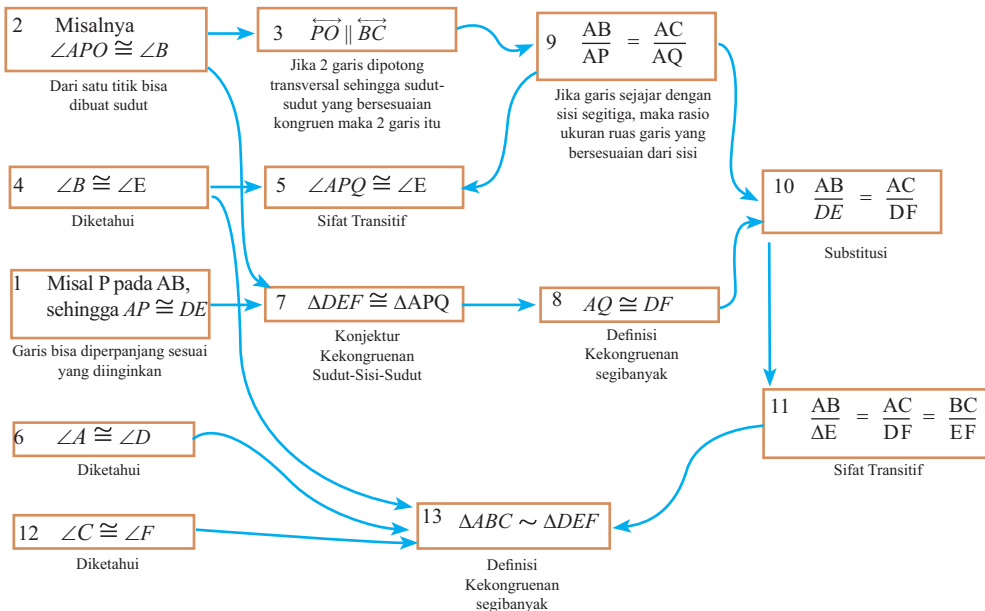 2 Misalnya
∠APO ≅ ∠B
Dari satu titik bisa
dibuat sudut
3 PO ∥ BC
Jika 2 garis dipotong
transversal sehingga sudut-
sudut yang bersesuaian
kongruen maka 2 garis itu
9 AB/AP = AC/AQ
Jika garis sejajar dengan
sisi segitiga, maka rasio
ukuran ruas garis yang
bersesuaian dari sisi
4 ∠B ≅ ∠E
Diketahui
5 ∠APQ ≅ ∠E
Sifat Transitif
10 AB/DE = AC/DF
Substitusi
1 Misal P pada AB,
sehingga AP ≅ DE
Garis bisa diperpanjang sesuai
yang diinginkan
7 ΔDEF ≅ ΔAPQ
Konjektur
Kekongruenan
Sudut-Sisi-Sudut
8 AQ ≅ DF
Definisi
Kekongruenan
segibanyak
11 AB/ΔE = AC/DF = BC/EF
Sifat Transitif
6 ∠A ≅ ∠D
Diketahui
12 ∠C ≅ ∠F
Diketahui
13 ΔABC ~ ΔDEF
Definisi
Kekongruenan
segibanyak